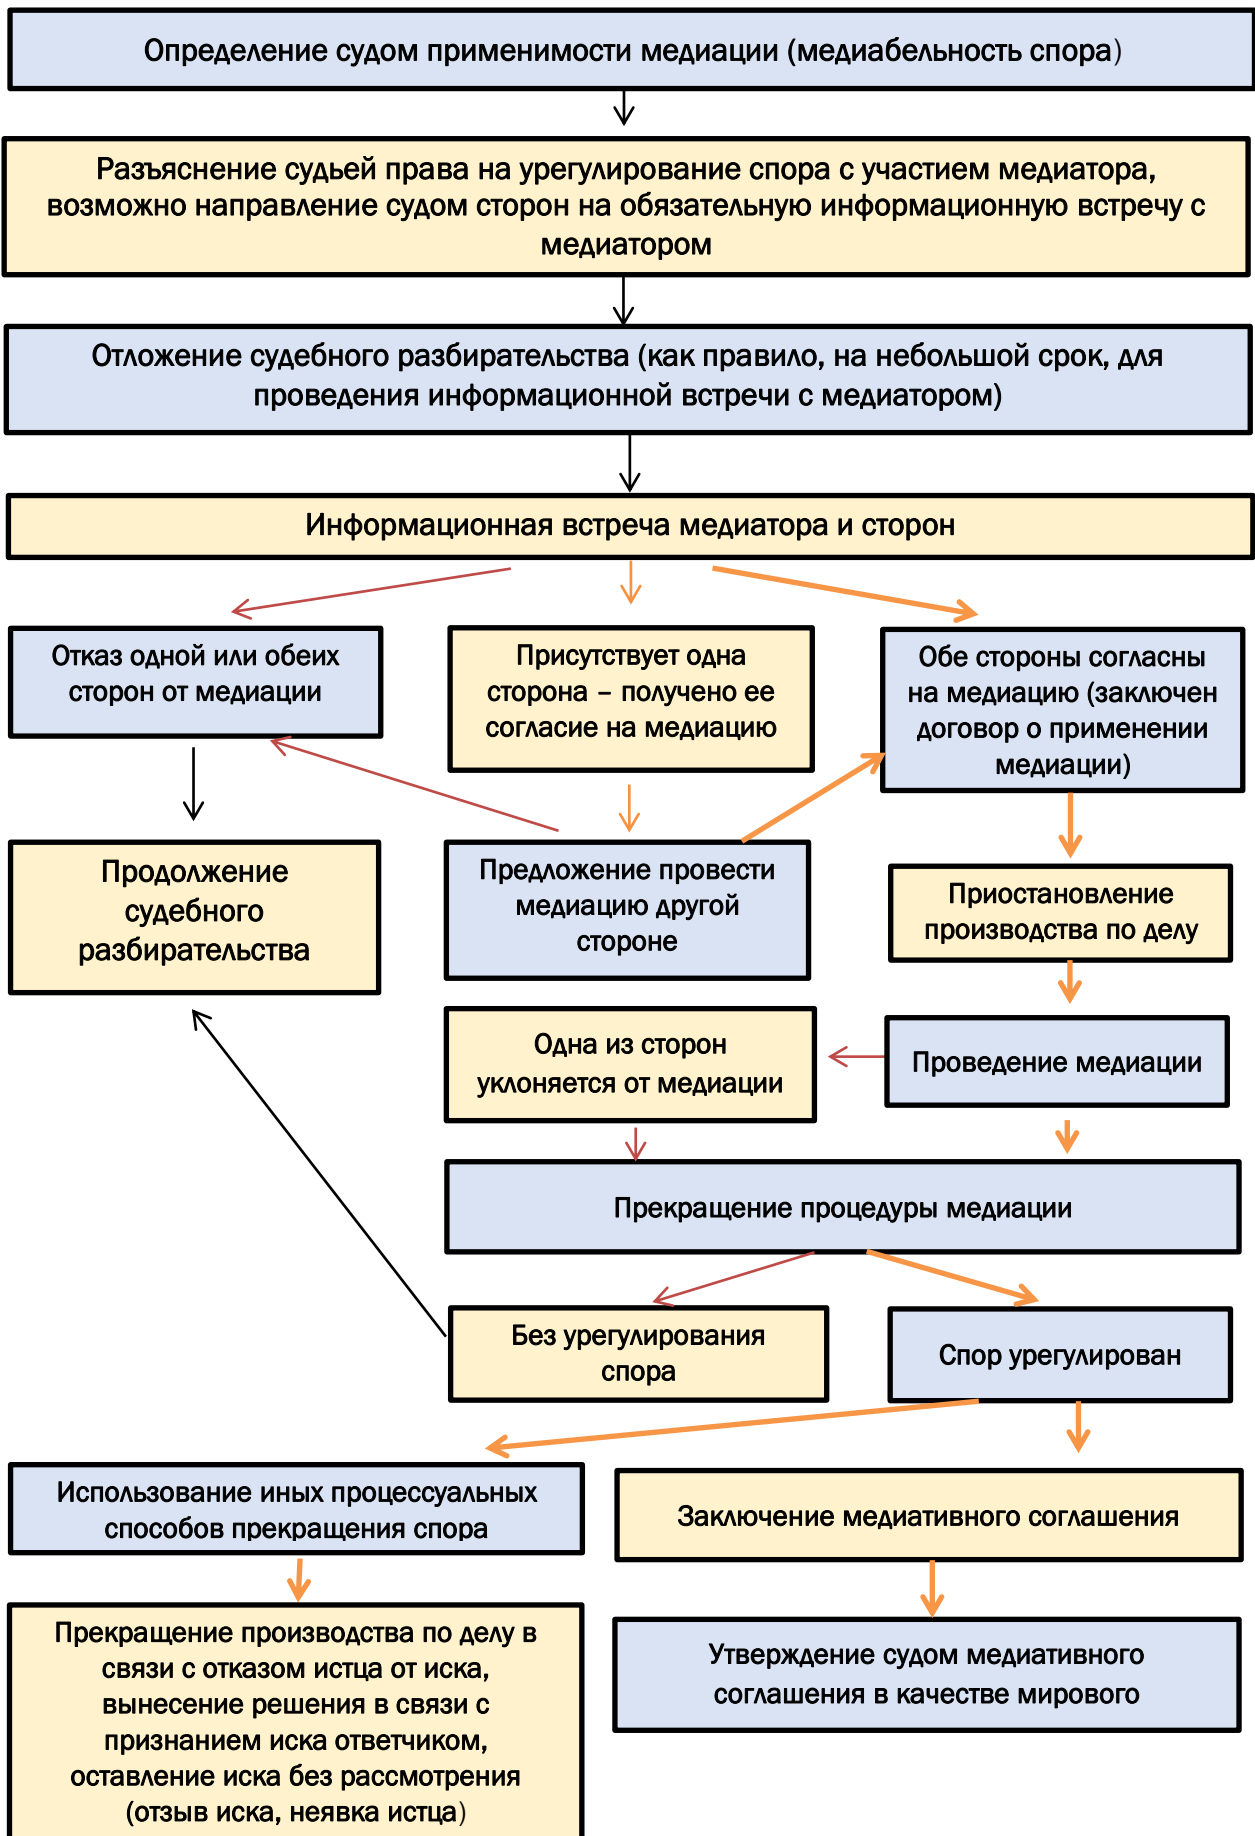 Определение судом применимости медиации (медиабельность спора)
Разъяснение судьей права на урегулирование спора с участием медиатора,
возможно направление судом сторон на обязательную информационную встречу с
медиатором
Отложение судебного разбирательства (как правило, на небольшой срок, для
проведения информационной встречи с медиатором)
Информационная встреча медиатора и сторон
Отказ одной или обеих
сторон от медиации
Присутствует одна
сторона – получено ее
согласие на медиацию
Обе стороны согласны
на медиацию (заключен
договор о применении
медиации)
Продолжение
судебного
разбирательства
Предложение провести
медиацию другой
стороне
Приостановление
производства по делу
Одна из сторон
уклоняется от медиации
Проведение медиации
Прекращение процедуры медиации
Без урегулирования
спора
Спор урегулирован
Использование иных процессуальных
способов прекращения спора
Заключение медиативного соглашения
Прекращение производства по делу в
связи с отказом истца от иска,
вынесение решения в связи с
признанием иска ответчиком,
оставление иска без рассмотрения
(отзыв иска, неявка истца)
Утверждение судом медиативного
соглашения в качестве мирового